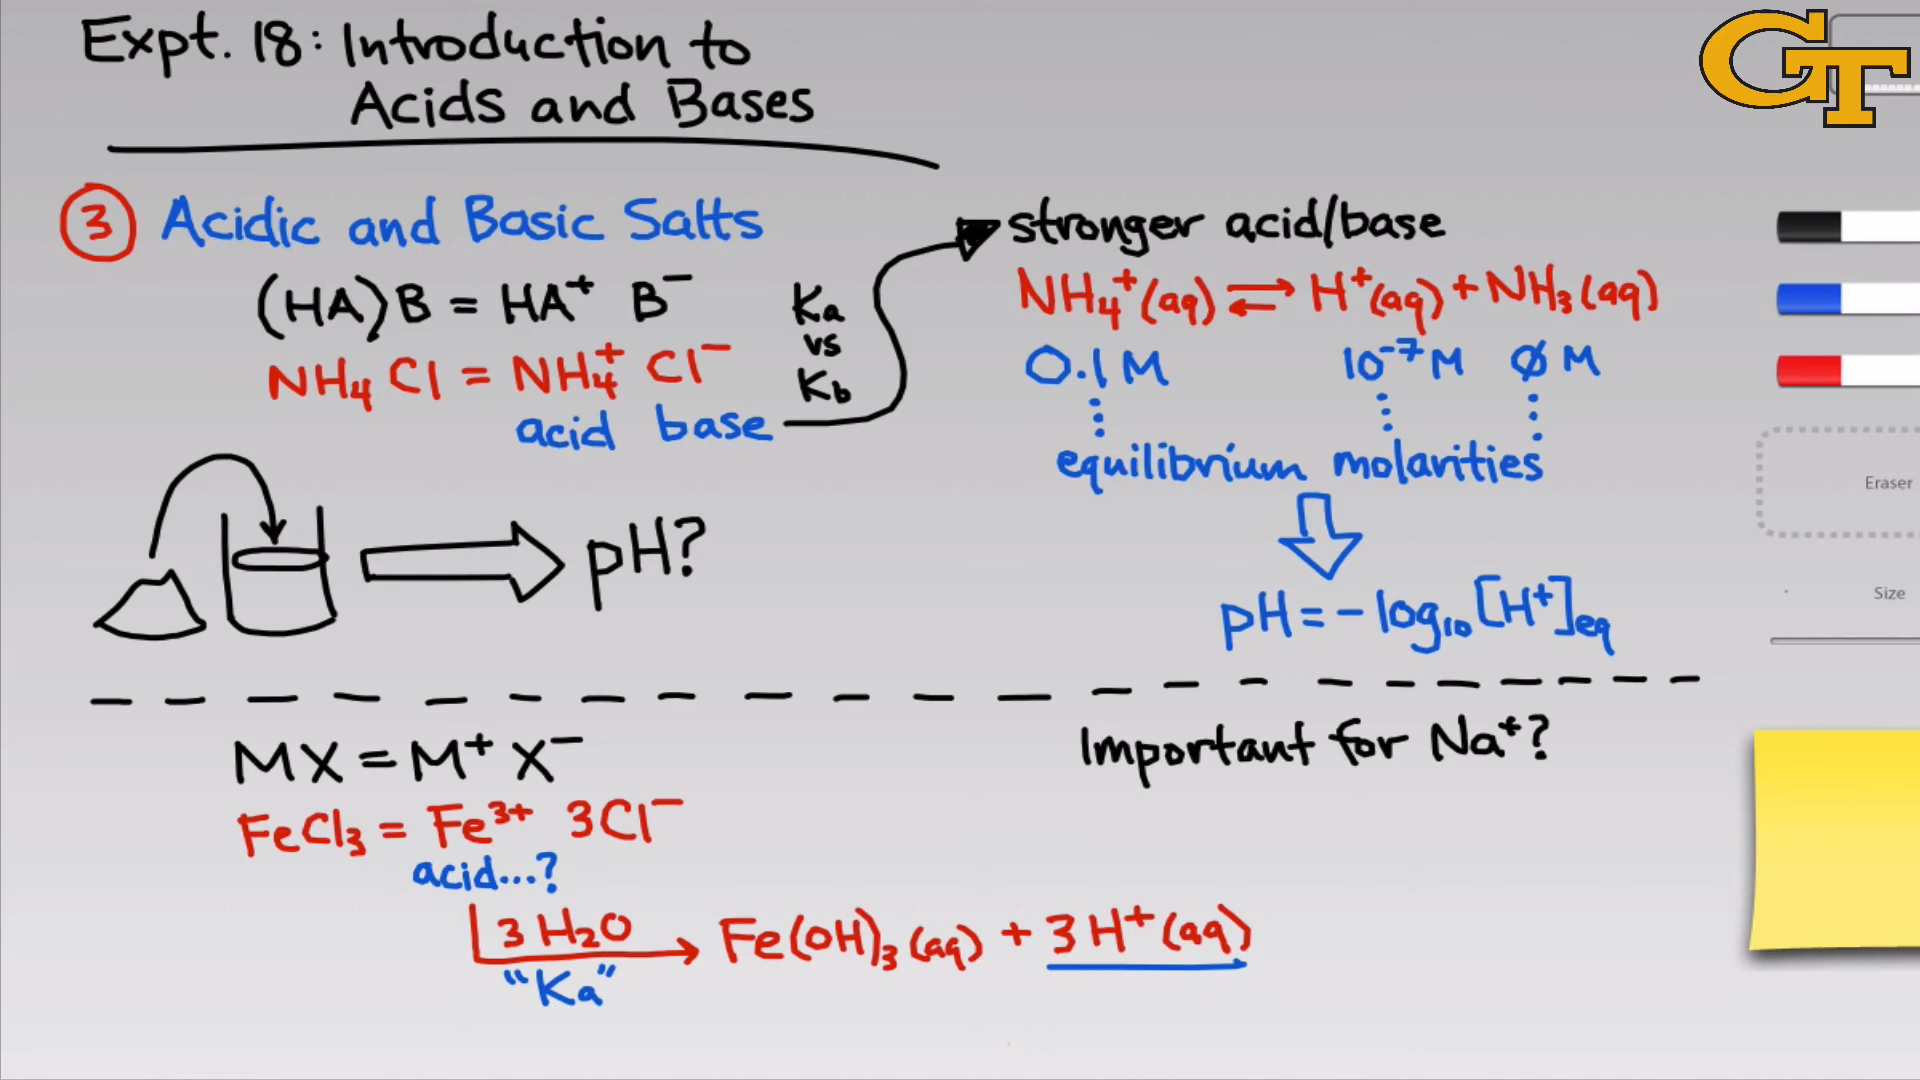 Expt. 18: Introduction to
Acids and Bases
GT
3 Acidic and Basic Salts
(HA)B = HA⁺ B⁻
NH₄Cl = NH₄⁺ Cl⁻
acid base
Ka
vs
Kb
stronger acid/base
NH₄⁺(aq) ⇌ H⁺(aq) + NH₃(aq)
0.1 M 10⁻⁷ M ∅ M
equilibrium molarities
pH = -log₁₀[H⁺]eq
pH?
MX = M⁺ X⁻
FeCl₃ = Fe³⁺ 3Cl⁻
acid...?
3 H₂O → Fe(OH)₃(aq) + 3H⁺(aq)
"Ka"
Important for Na⁺?
Eraser
Size